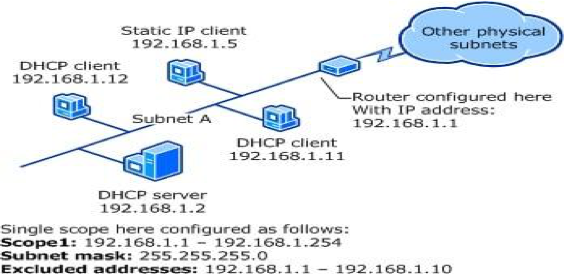 Static IP client
192.168.1.5
Other physical
subnets
DHCP client
192.168.1.12
Router configured here
With IP address:
192.168.1.1
Subnet A
DHCP client
192.168.1.11
DHCP server
192.168.1.2
Single scope here configured as follows:
Scope1: 192.168.1.1 – 192.168.1.254
Subnet mask: 255.255.255.0
Excluded addresses: 192.168.1.1 – 192.168.1.10